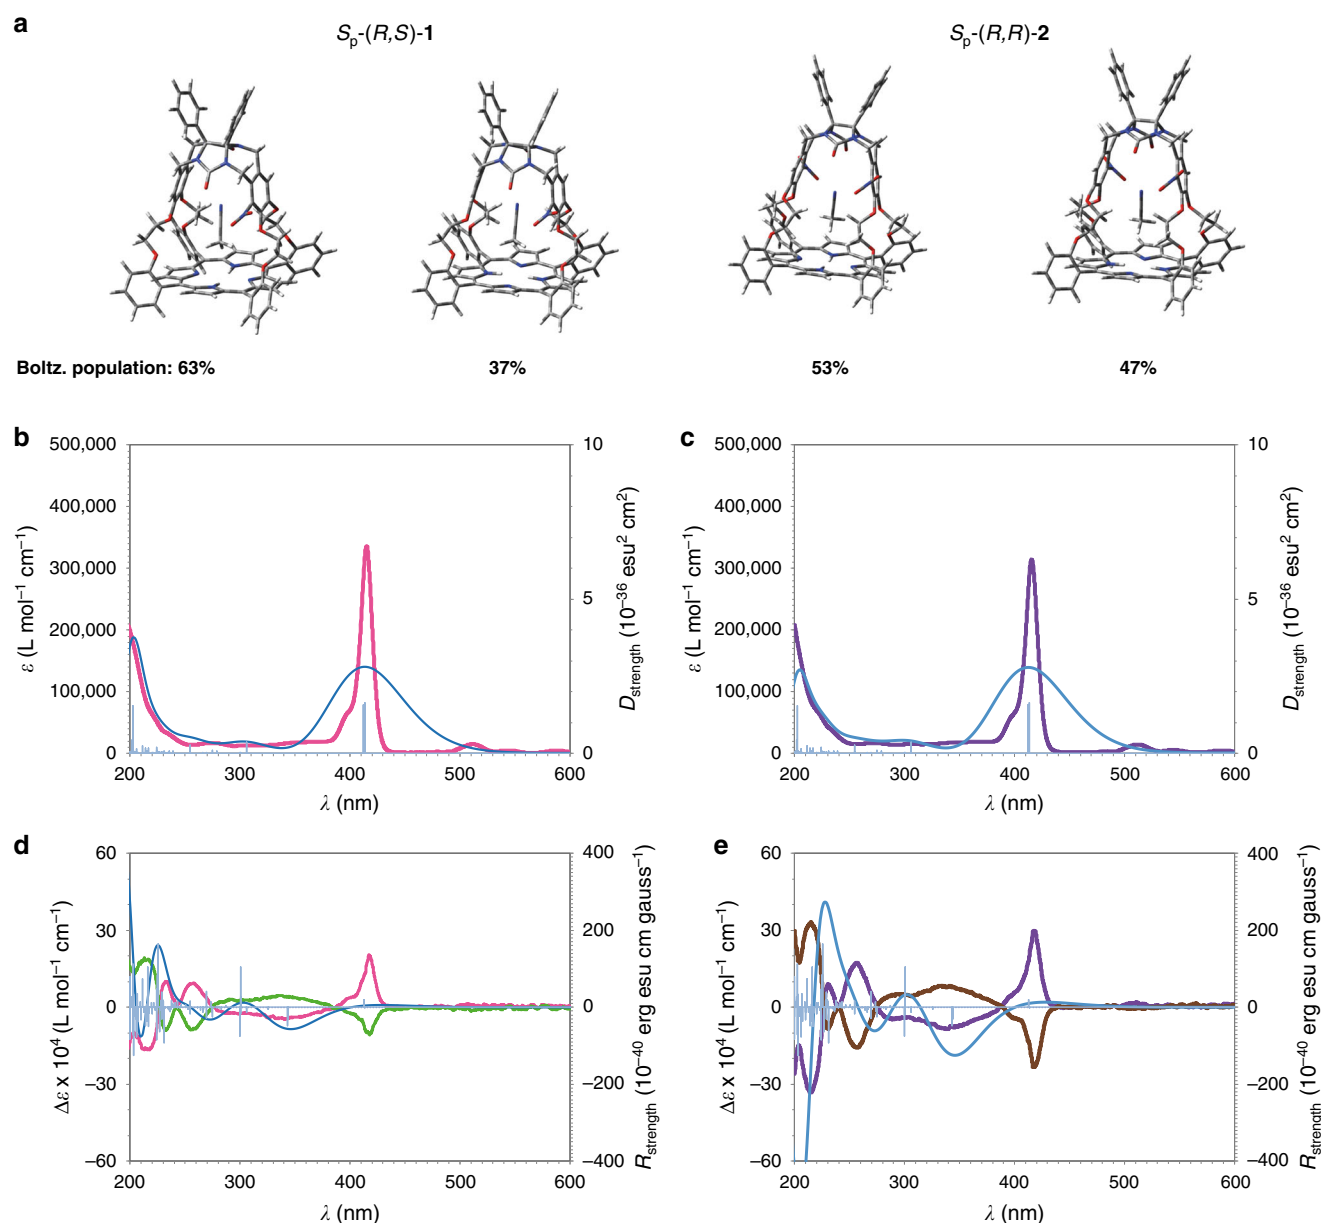 a
Sp-(R,S)-1
Sp-(R,R)-2
Boltz. population: 63%
37%
53%
47%
b
500,000
400,000
300,000
200,000
100,000
0
ε (L mol⁻¹ cm⁻¹)
10
5
0
Dstrength (10⁻³⁶ esu² cm²)
200 300 400 500 600
λ (nm)
c
500,000
400,000
300,000
200,000
100,000
0
ε (L mol⁻¹ cm⁻¹)
10
5
0
Dstrength (10⁻³⁶ esu² cm²)
200 300 400 500 600
λ (nm)
d
60
30
0
–30
–60
Δε x 10⁴ (L mol⁻¹ cm⁻¹)
400
200
0
–200
–400
Rstrength (10⁻⁴⁰ erg esu cm gauss⁻¹)
200 300 400 500 600
λ (nm)
e
60
30
0
–30
–60
Δε x 10⁴ (L mol⁻¹ cm⁻¹)
400
200
0
–200
–400
Rstrength (10⁻⁴⁰ erg esu cm gauss⁻¹)
200 300 400 500 600
λ (nm)